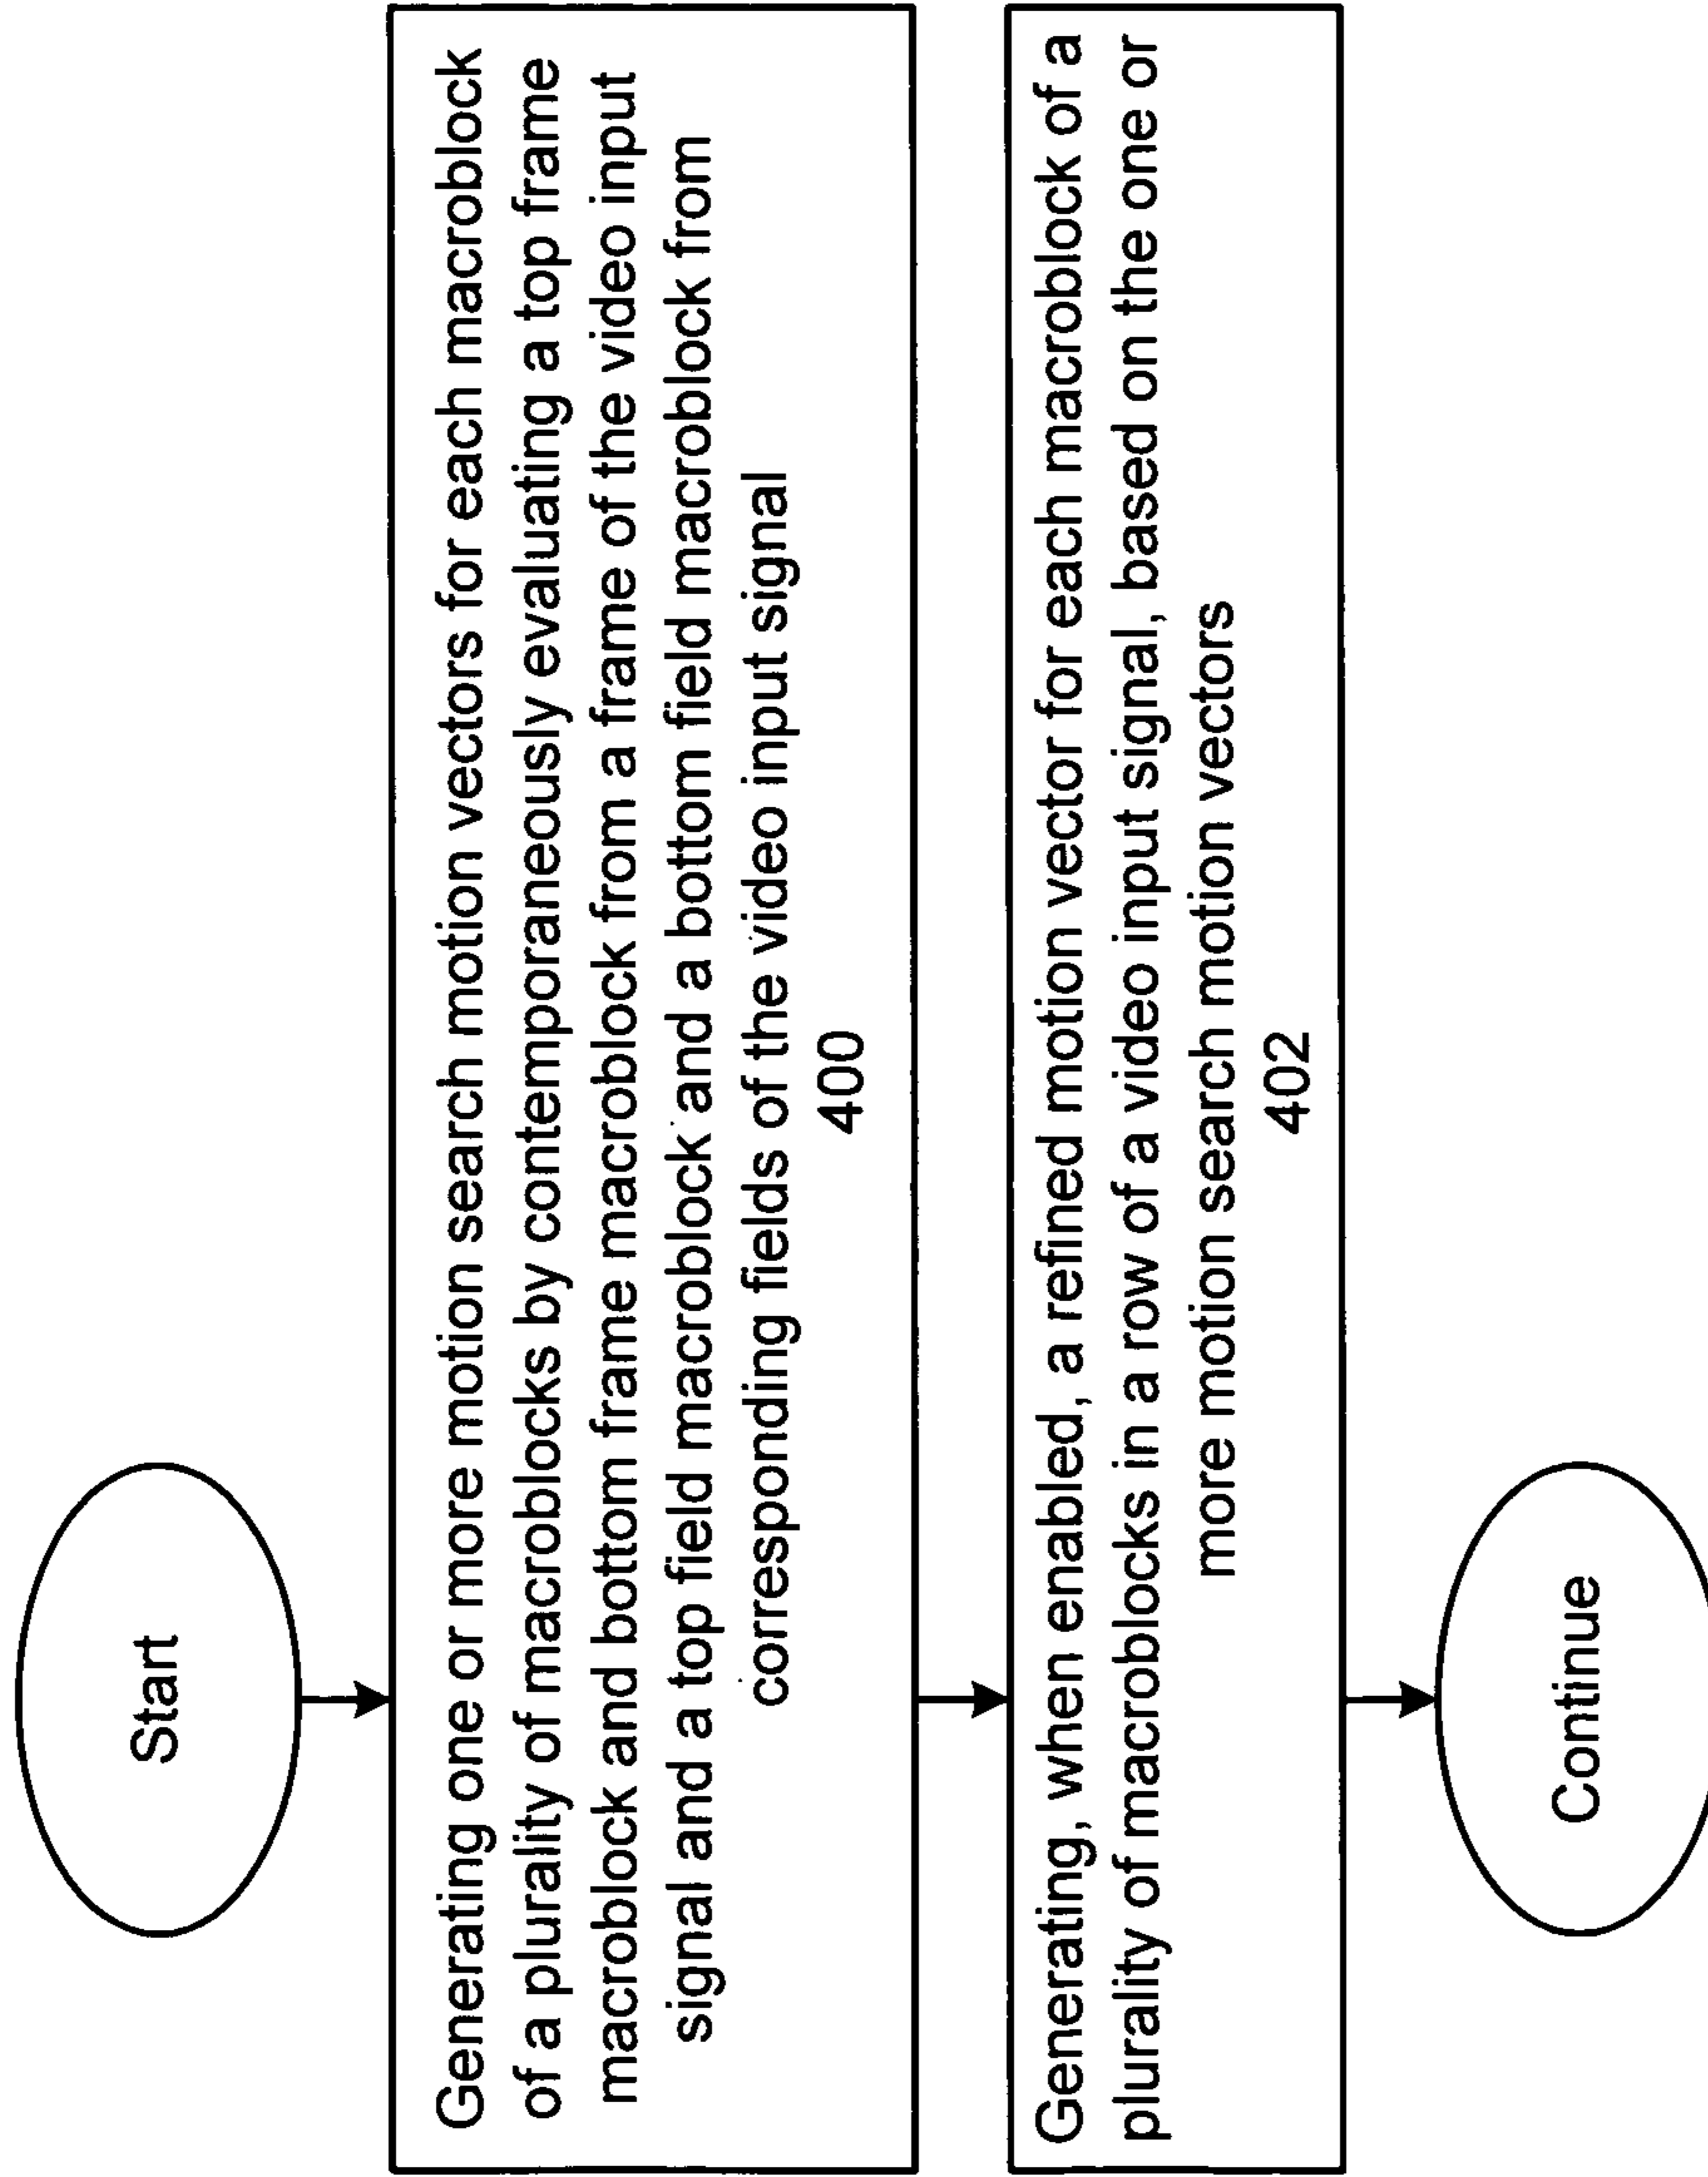 Start
Generating one or more motion search motion vectors for each macroblock
of a plurality of macroblocks by contemporaneously evaluating a top frame
macroblock and bottom frame macroblock from a frame of the video input
signal and a top field macroblock and a bottom field macroblock from
corresponding fields of the video input signal
400
Generating, when enabled, a refined motion vector for each macroblock of a
plurality of macroblocks in a row of a video input signal, based on the one or
more motion search motion vectors
402
Continue